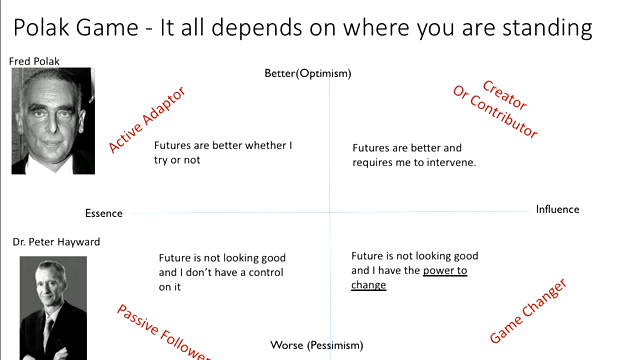 Polak Game - It all depends on where you are standing
Fred Polak
Better(Optimism)
Active Adaptor
Creator
Or Contributor
Futures are better whether I
try or not
Futures are better and
requires me to intervene.
Essence
Influence
Dr. Peter Hayward
Future is not looking good
and I don't have a control
on it
Future is not looking good
and I have the power to
change
Passive Follower
Game Changer
Worse (Pessimism)